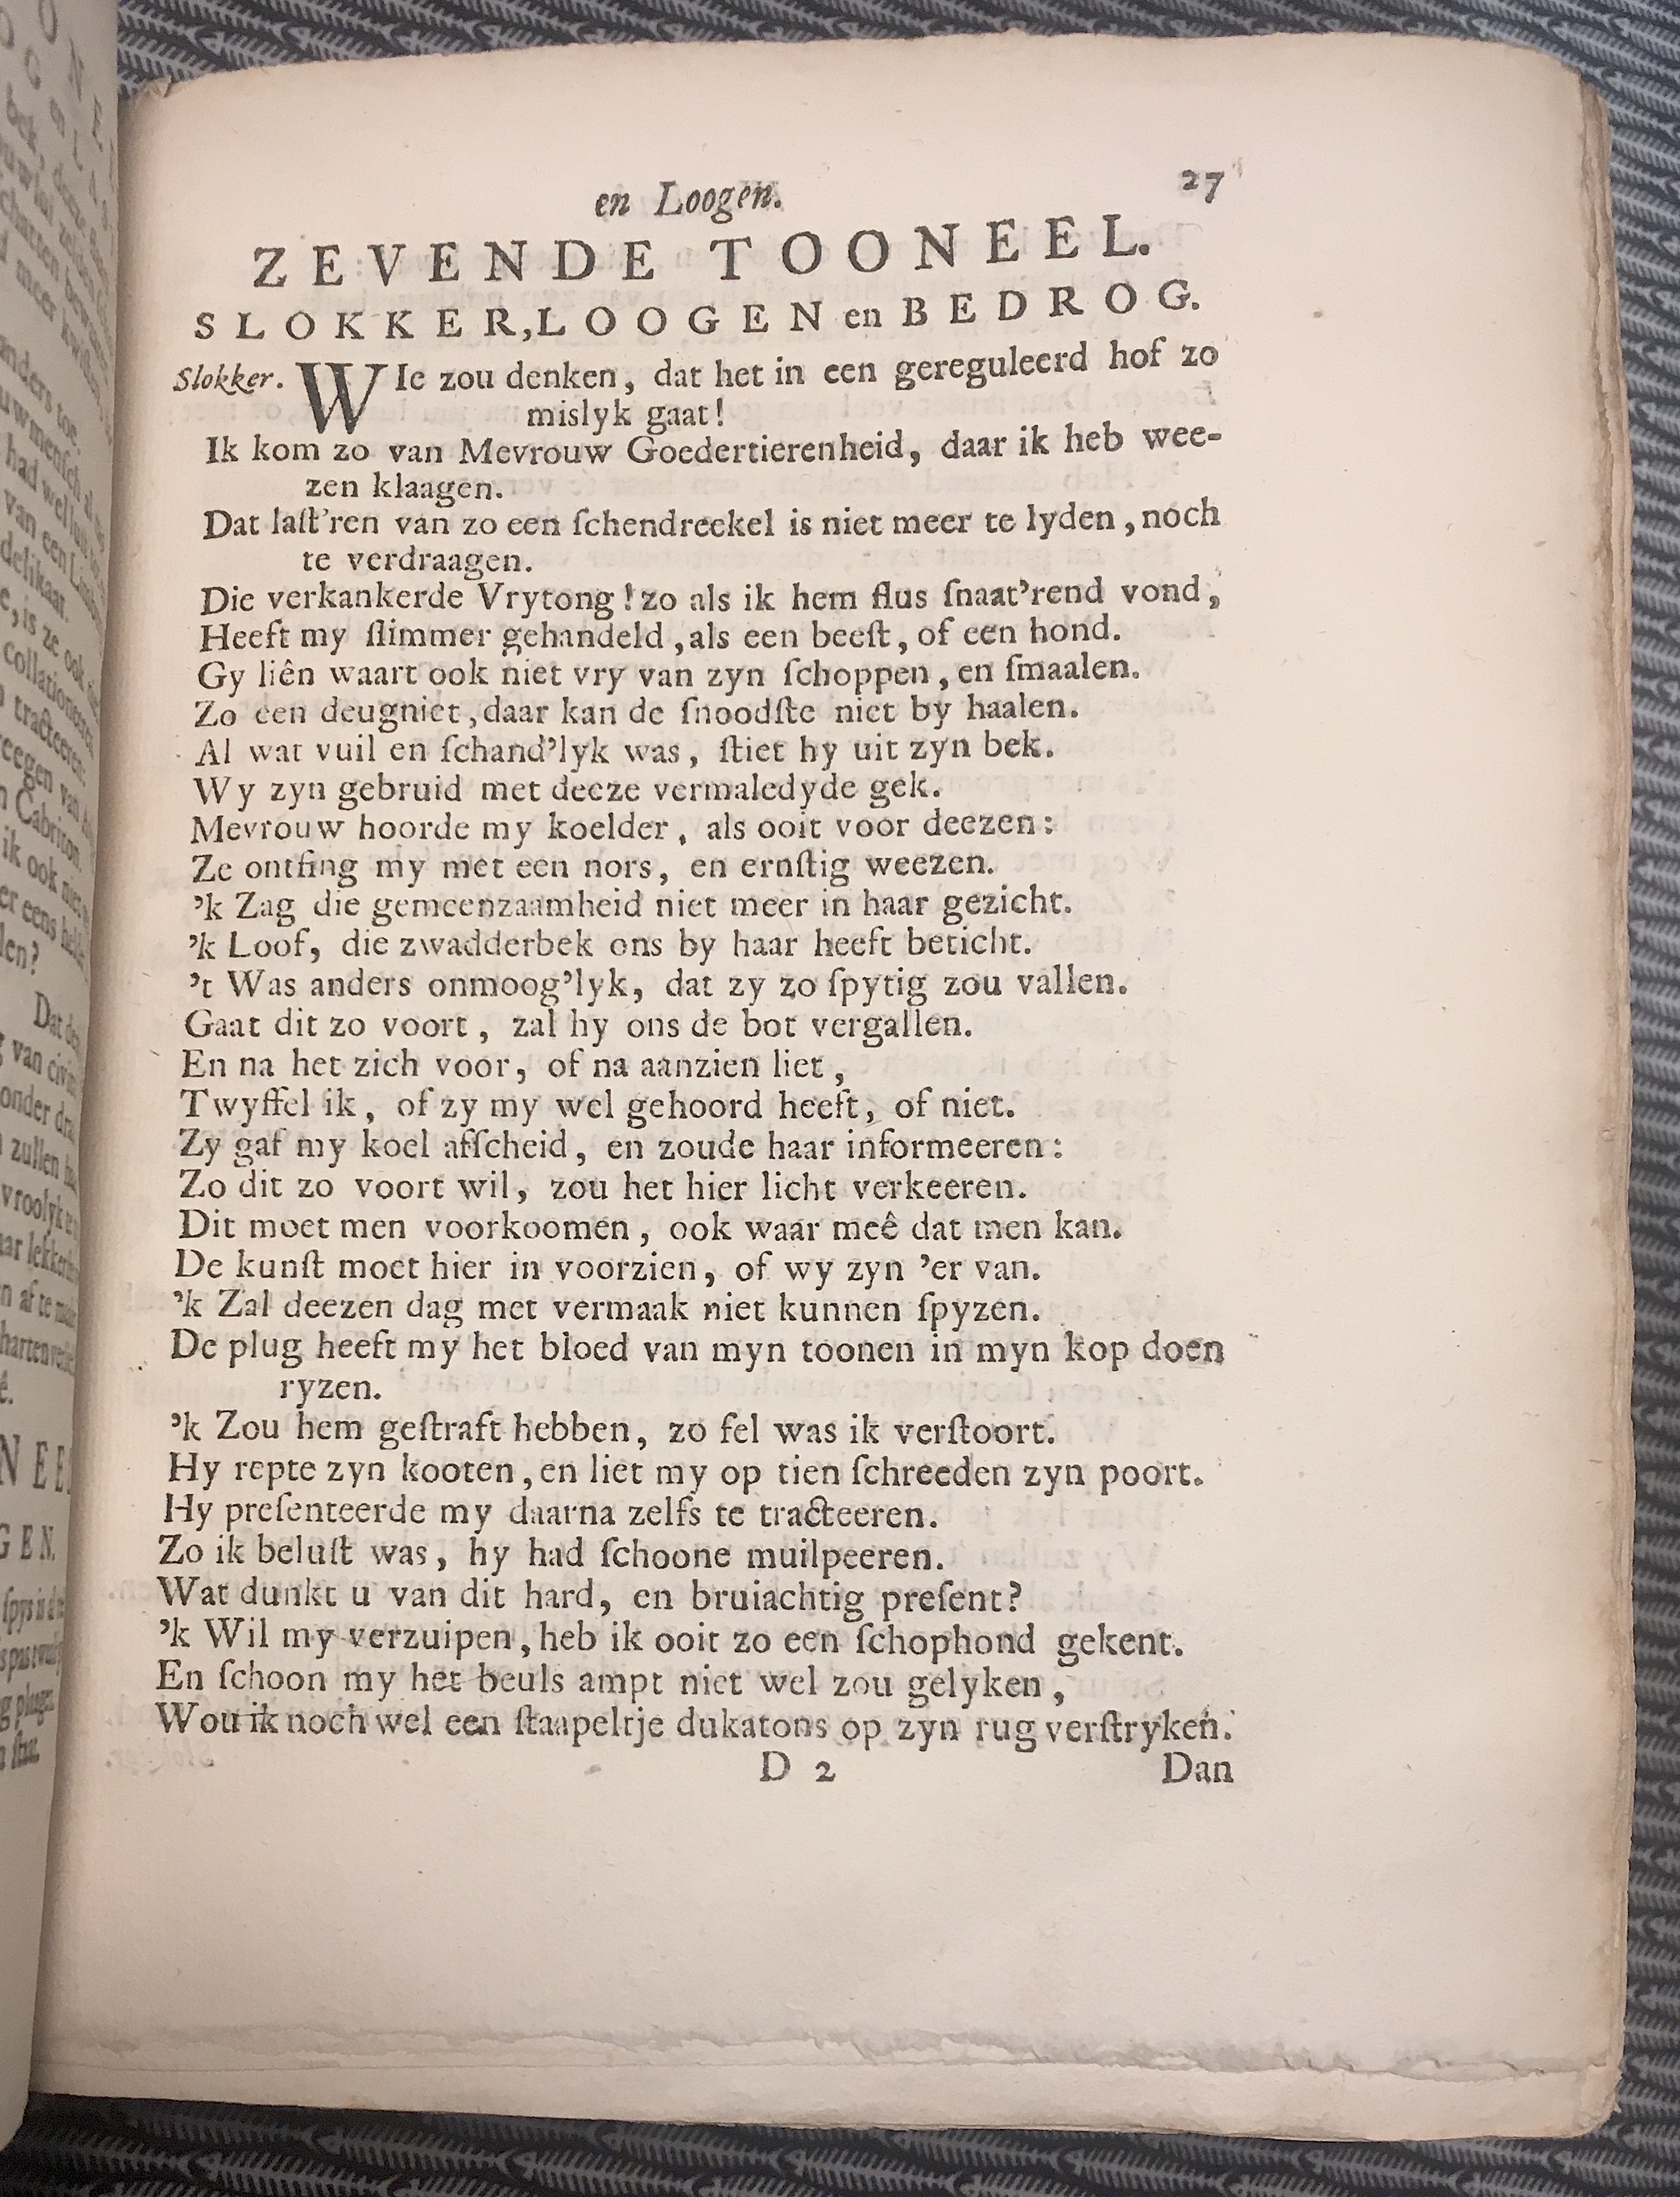 en Loogen. 27
ZEVENDE TOONEEL.
SLOKKER, LOOGEN en BEDROG.
Slokker. WIe zou denken, dat het in een gereguleerd hof zo
mislyk gaat!
Ik kom zo van Mevrouw Goedertierenheid, daar ik heb wee-
zen klaagen.
Dat laſt'ren van zo een ſchendreekel is niet meer te lyden, noch
te verdraagen.
Die verkankerde Vrytong! zo als ik hem flus ſnaat'rend vond,
Heeft my ſlimmer gehandeld, als een beeſt, of een hond.
Gy liên waart ook niet vry van zyn ſchoppen, en ſmaalen.
Zo een deugniet, daar kan de ſnoodſte niet by haalen.
Al wat vuil en ſchand'lyk was, ſtiet hy uit zyn bek.
Wy zyn gebruid met deeze vermaledyde gek.
Mevrouw hoorde my koelder, als ooit voor deezen:
Ze ontfing my met een nors, en ernſtig weezen.
'k Zag die gemeenzaamheid niet meer in haar gezicht.
'k Loof, die zwadderbek ons by haar heeft beticht.
't Was anders onmoog'lyk, dat zy zo ſpytig zou vallen.
Gaat dit zo voort, zal hy ons de bot vergallen.
En na het zich voor, of na aanzien liet,
Twyffel ik, of zy my wel gehoord heeft, of niet.
Zy gaf my koel afſcheid, en zoude haar informeeren:
Zo dit zo voort wil, zou het hier licht verkeeren.
Dit moet men voorkoomen, ook waar meê dat men kan.
De kunſt moet hier in voorzien, of wy zyn 'er van.
'k Zal deezen dag met vermaak niet kunnen ſpyzen.
De plug heeft my het bloed van myn toonen in myn kop doen
ryzen.
'k Zou hem geſtraft hebben, zo fel was ik verſtoort.
Hy repte zyn kooten, en liet my op tien ſchreeden zyn poort.
Hy preſenteerde my daarna zelfs te tracteeren.
Zo ik beluſt was, hy had ſchoone muilpeeren.
Wat dunkt u van dit hard, en bruiachtig preſent?
'k Wil my verzuipen, heb ik ooit zo een ſchophond gekent.
En ſchoon my het beuls ampt niet wel zou gelyken,
Wou ik noch wel een ſtaapeltje dukatons op zyn rug verſtryken.
D 2 Dan